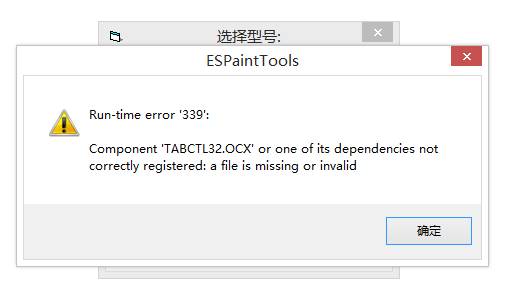 选择型号:
ESPaintTools
Run-time error '339':
Component 'TABCTL32.OCX' or one of its dependencies not
correctly registered: a file is missing or invalid
确定